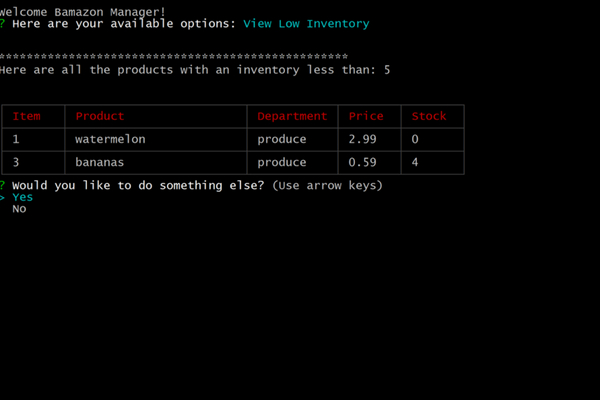 Welcome Bamazon Manager!
? Here are your available options: View Low Inventory
**************************************************
Here are all the products with an inventory less than: 5
Item Product Department Price Stock
1 watermelon produce 2.99 0
3 bananas produce 0.59 4
? Would you like to do something else? (Use arrow keys)
> Yes
No